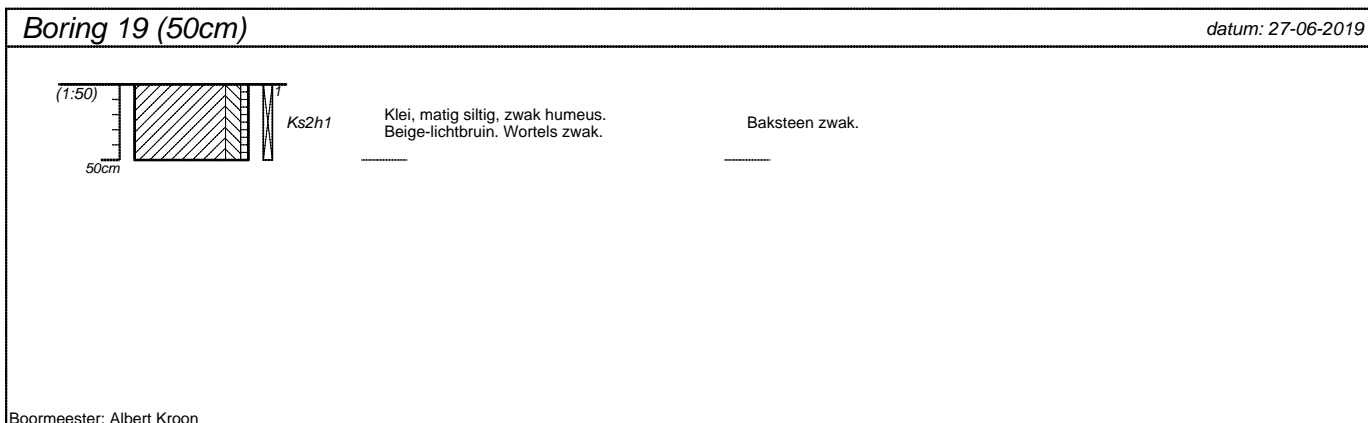 Boring 19 (50cm)
datum: 27-06-2019
(1:50)
1
Ks2h1
Klei, matig siltig, zwak humeus.
Beige-lichtbruin. Wortels zwak.
Baksteen zwak.
50cm
Boormeester: Albert Kroon